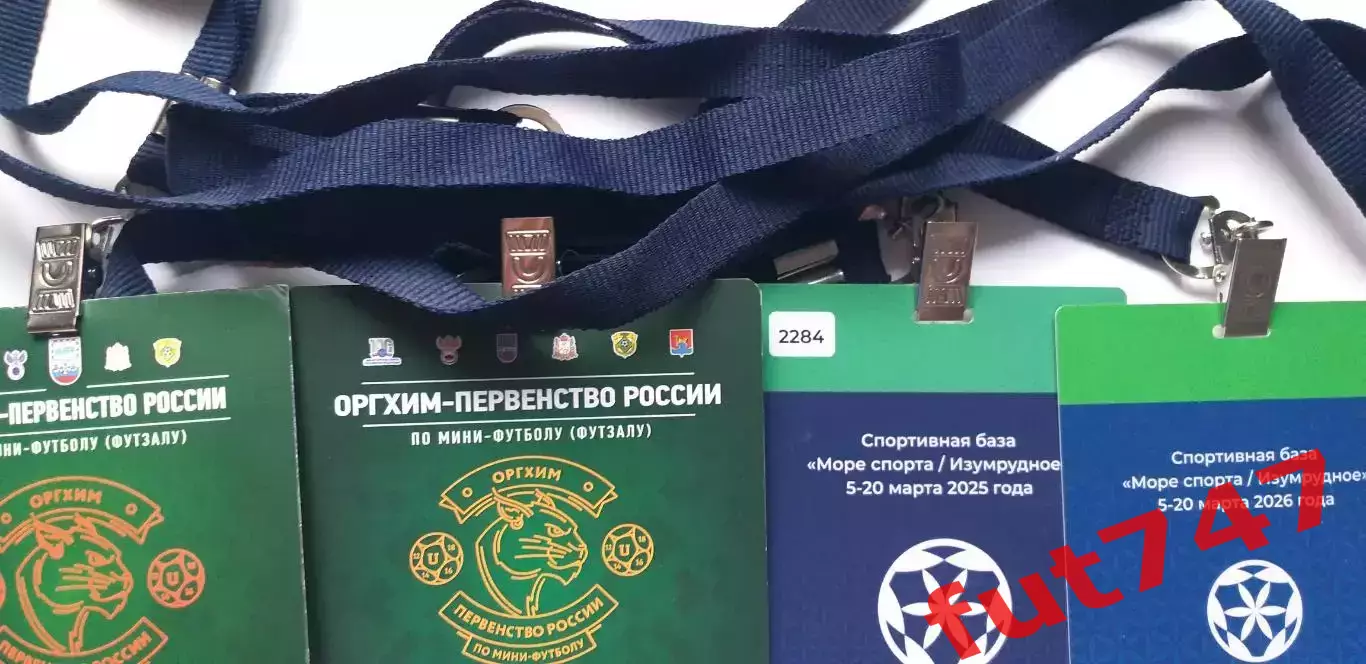 -ПЕРВЕНСТВО РОССИИ
МИНИ-ФУТБОЛУ (ФУТЗАЛУ)
ОРГХИМ
U
ПЕРВЕНСТВО РОССИИ
ОРГХИМ-ПЕРВЕНСТВО РОССИИ
ПО МИНИ-ФУТБОЛУ (ФУТЗАЛУ)
ОРГХИМ
U
U
ПЕРВЕНСТВО РОССИИ
ПО МИНИ-ФУТБОЛУ
2284
Спортивная база
«Море спорта / Изумрудное
5-20 марта 2025 года
Спортивная база
«Море спорта / Изумрудное»
5-20 марта 2026 года
fut747